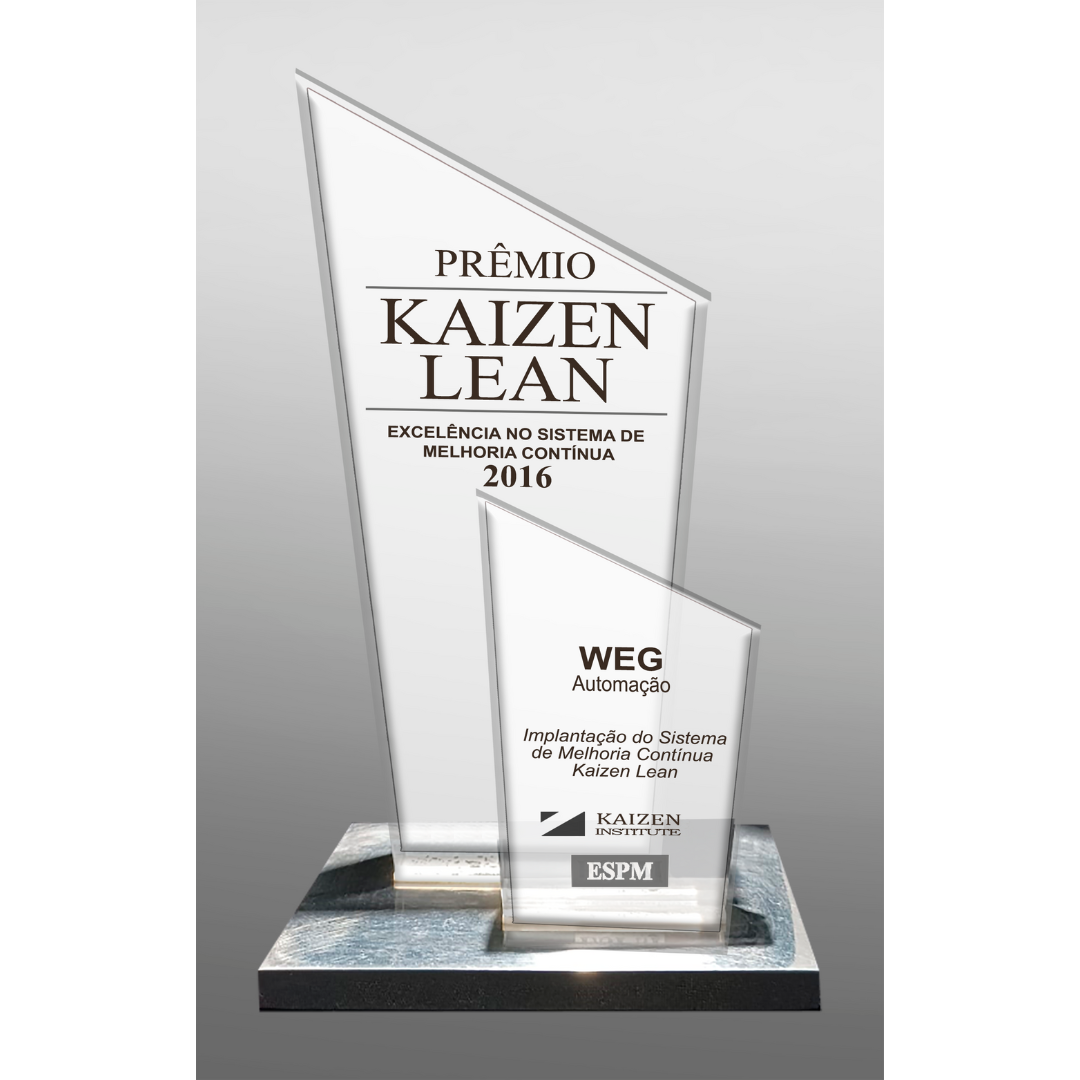 PRÊMIO
KAIZEN
LEAN
EXCELÊNCIA NO SISTEMA DE
MELHORIA CONTÍNUA
2016
WEG
Automação
Implantação do Sistema
de Melhoria Contínua
Kaizen Lean
KAIZEN
INSTITUTE
ESPM